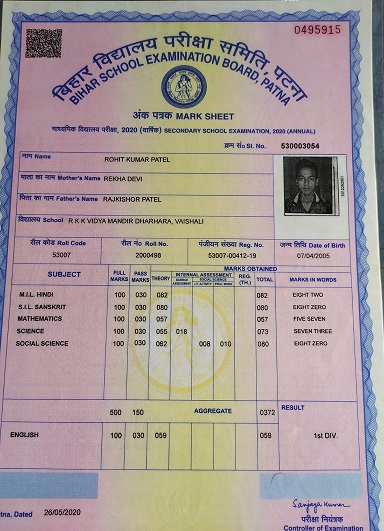 0495915
बिहार विद्यालय परीक्षा समिति, पटना
BIHAR SCHOOL EXAMINATION BOARD, PATNA
अंक पत्रक MARK SHEET
माध्यमिक विद्यालय परीक्षा, 2020 (वार्षिक) SECONDARY SCHOOL EXAMINATION, 2020 (ANNUAL)
क्रम सं० Sl. No. 530003054
नाम Name ROHIT KUMAR PATEL
माता का नाम Mother's Name REKHA DEVI
पिता का नाम Father's Name RAJKISHOR PATEL
विद्यालय School R K K VIDYA MANDIR DHARHARA, VAISHALI
रौल कोड Roll Code रौल नं० Roll No. पंजीयन संख्या Reg. No. जन्म तिथि Date of Birth
53007 2000498 53007-00412-19 07/04/2005
MARKS OBTAINED
SUBJECT FULL MARKS PASS MARKS THEORY INTERNAL ASSESSMENT REG. (TH.) TOTAL MARKS IN WORDS
M.I.L. HINDI 100 030 082 082 EIGHT TWO
S.I.L. SANSKRIT 100 030 080 080 EIGHT ZERO
MATHEMATICS 100 030 057 057 FIVE SEVEN
SCIENCE 100 030 055 018 073 SEVEN THREE
SOCIAL SCIENCE 100 030 062 008 010 080 EIGHT ZERO
500 150 AGGREGATE 0372 RESULT
ENGLISH 100 030 059 059 1st DIV.
tna, Dated 26/05/2020
Sanjay Kumar
परीक्षा नियंत्रक
Controller of Examination